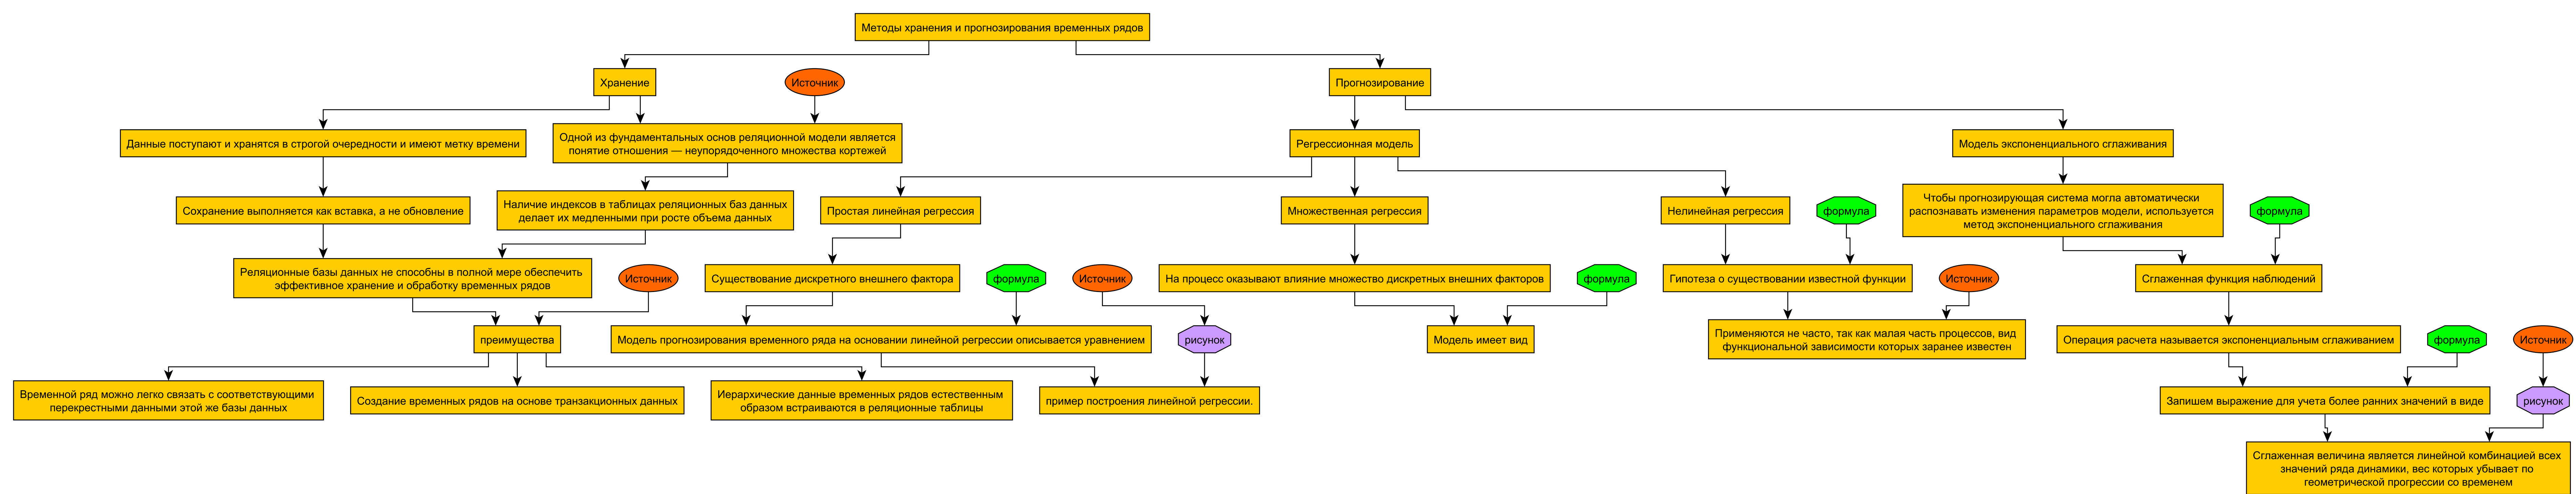 Методы хранения и прогнозирования временных рядов
Хранение
Источник
Прогнозирование
Данные поступают и хранятся в строгой очередности и имеют метку времени
Одной из фундаментальных основ реляционной модели является
понятие отношения — неупорядоченного множества кортежей
Регрессионная модель
Модель экспоненциального сглаживания
Сохранение выполняется как вставка, а не обновление
Наличие индексов в таблицах реляционных баз данных
делает их медленными при росте объема данных
Простая линейная регрессия
Множественная регрессия
Нелинейная регрессия
формула
Чтобы прогнозирующая система могла автоматически
распознавать изменения параметров модели, используется
метод экспоненциального сглаживания
формула
Реляционные базы данных не способны в полной мере обеспечить
эффективное хранение и обработку временных рядов
Источник
Существование дискретного внешнего фактора
формула
Источник
На процесс оказывают влияние множество дискретных внешних факторов
формула
Гипотеза о существовании известной функции
Источник
Сглаженная функция наблюдений
преимущества
Модель прогнозирования временного ряда на основании линейной регрессии описывается уравнением
рисунок
Модель имеет вид
Применяются не часто, так как малая часть процессов, вид
функциональной зависимости которых заранее известен
Операция расчета называется экспоненциальным сглаживанием
формула
Источник
Временной ряд можно легко связать с соответствующими
перекрестными данными этой же базы данных
Создание временных рядов на основе транзакционных данных
Иерархические данные временных рядов естественным
образом встраиваются в реляционные таблицы
пример построения линейной регрессии.
Запишем выражение для учета более ранних значений в виде
рисунок
Сглаженная величина является линейной комбинацией всех
значений ряда динамики, вес которых убывает по
геометрической прогрессии со временем